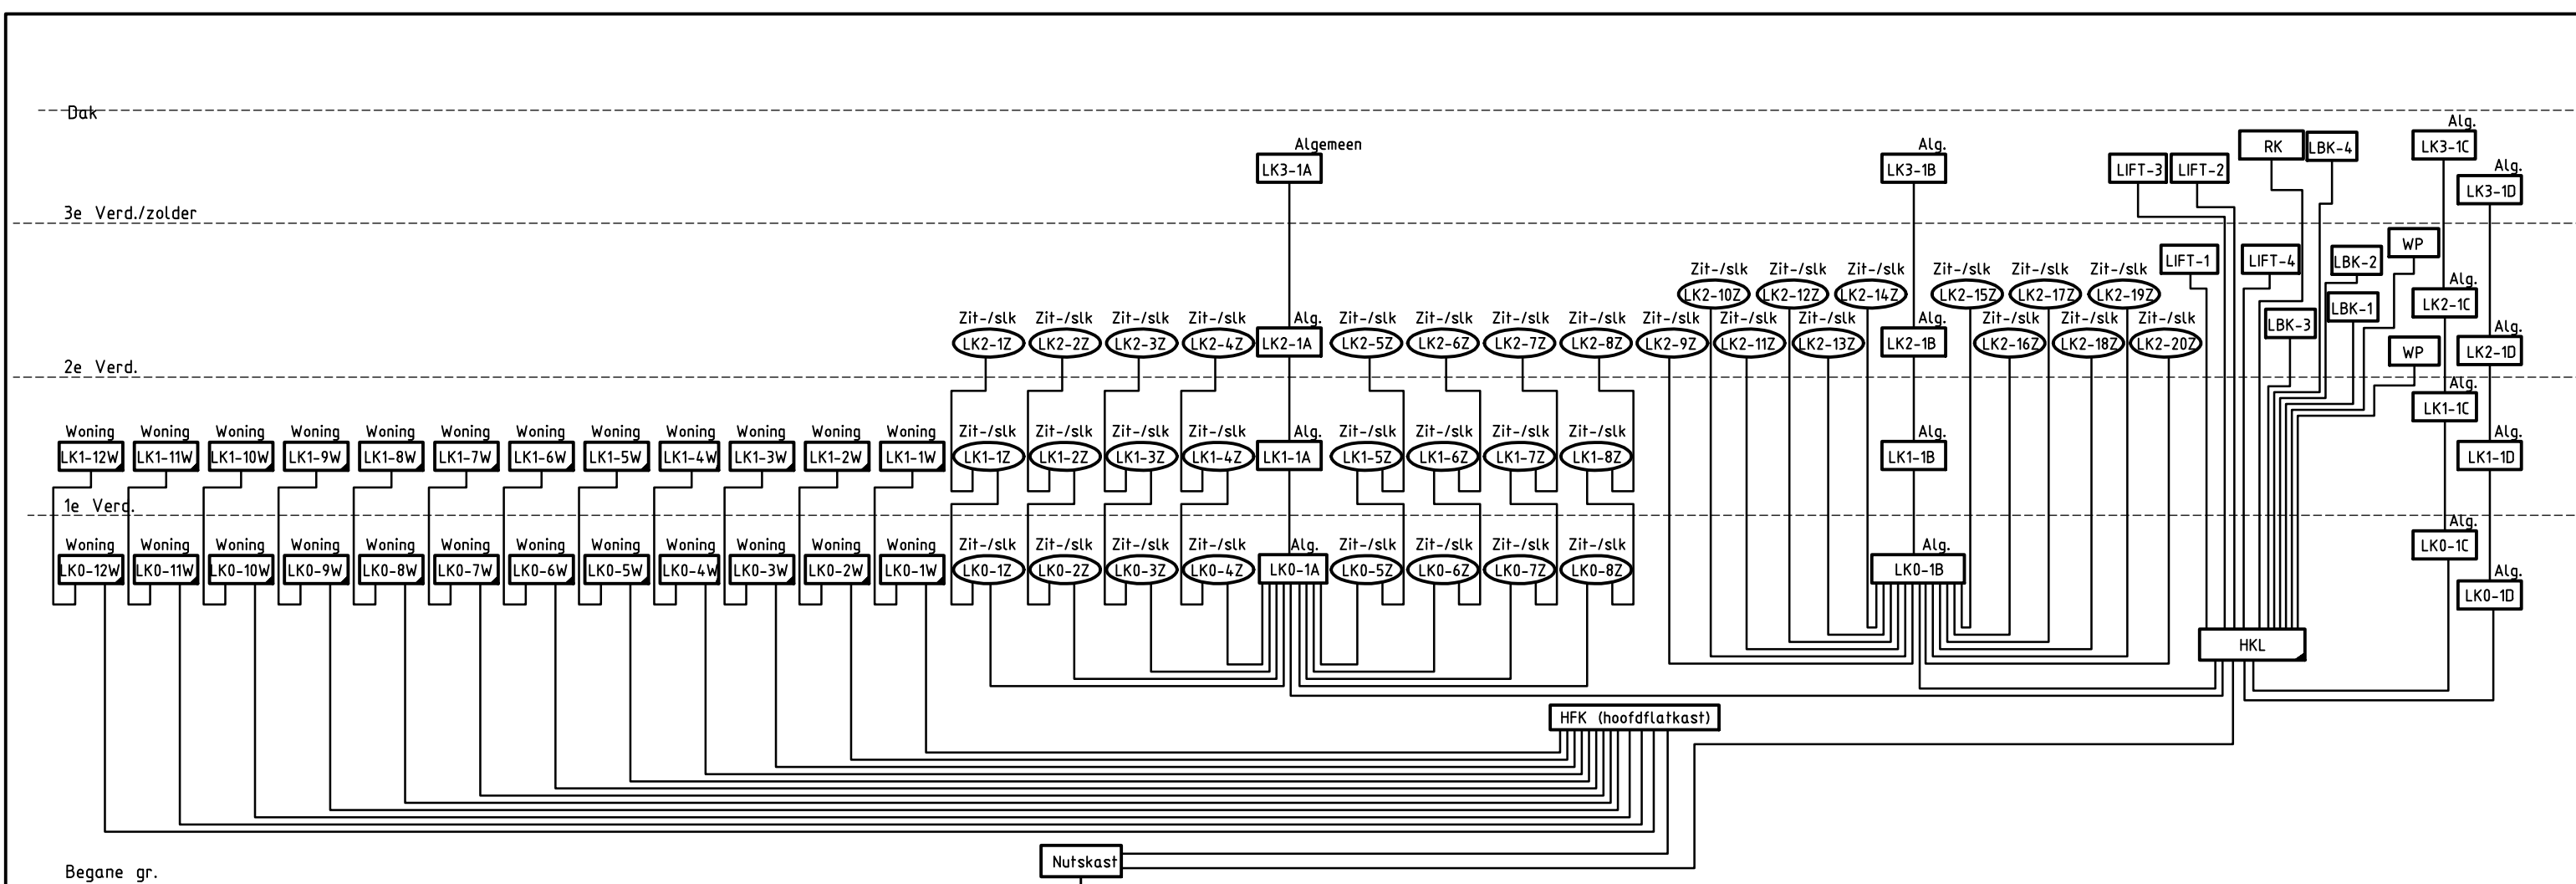 Dak
Algemeen
Alg.
Alg.
LK3-1A
LK3-1B
LIFT-3
LIFT-2
RK
LBK-4
LK3-1C
Alg.
LK3-1D
3e Verd./zolder
WP
LIFT-1
LIFT-4
LBK-2
Zit-/slk Zit-/slk Zit-/slk Zit-/slk Zit-/slk Zit-/slk
LK2-10Z LK2-12Z LK2-14Z LK2-15Z LK2-17Z LK2-19Z
Alg.
LK2-1C
LBK-1
LBK-3
Zit-/slk Zit-/slk Zit-/slk Zit-/slk Alg. Zit-/slk Zit-/slk Zit-/slk Zit-/slk Alg. Alg.
LK2-1Z LK2-2Z LK2-3Z LK2-4Z LK2-1A LK2-5Z LK2-6Z LK2-7Z LK2-8Z LK2-9Z LK2-11Z LK2-13Z LK2-1B LK2-16Z LK2-18Z LK2-20Z
WP
LK2-1D
2e Verd.
Alg.
LK1-1C
Woning Woning Woning Woning Woning Woning Woning Woning Woning Woning Woning Woning Zit-/slk Zit-/slk Zit-/slk Zit-/slk Alg. Zit-/slk Zit-/slk Zit-/slk Zit-/slk Alg. Alg.
LK1-12W LK1-11W LK1-10W LK1-9W LK1-8W LK1-7W LK1-6W LK1-5W LK1-4W LK1-3W LK1-2W LK1-1W LK1-1Z LK1-2Z LK1-3Z LK1-4Z LK1-1A LK1-5Z LK1-6Z LK1-7Z LK1-8Z LK1-1B LK1-1D
1e Verd.
Alg.
LK0-1C
Woning Woning Woning Woning Woning Woning Woning Woning Woning Woning Woning Woning Zit-/slk Zit-/slk Zit-/slk Zit-/slk Alg. Zit-/slk Zit-/slk Zit-/slk Zit-/slk Alg.
LK0-12W LK0-11W LK0-10W LK0-9W LK0-8W LK0-7W LK0-6W LK0-5W LK0-4W LK0-3W LK0-2W LK0-1W LK0-1Z LK0-2Z LK0-3Z LK0-4Z LK0-1A LK0-5Z LK0-6Z LK0-7Z LK0-8Z LK0-1B
Alg.
LK0-1D
HKL
HFK (hoofdflatkast)
Nutskast
Begane gr.